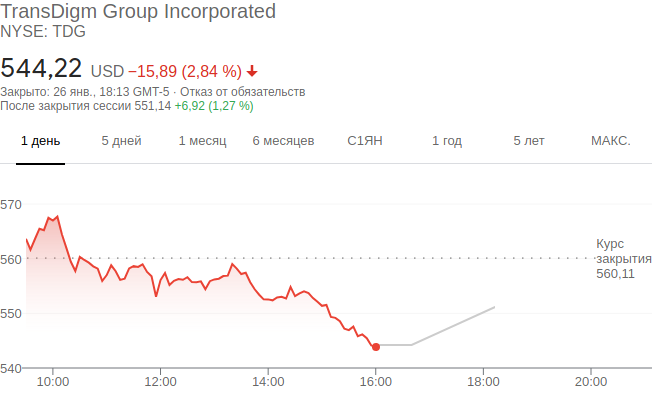 TransDigm Group Incorporated
NYSE: TDG
544,22 USD −15,89 (2,84 %)
Закрыто: 26 янв., 18:13 GMT-5 · Отказ от обязательств
После закрытия сессии 551,14 +6,92 (1,27 %)
1 день 5 дней 1 месяц 6 месяцев С1ЯН 1 год 5 лет МАКС.
570
560
550
540
Курс
закрытия
560,11
10:00 12:00 14:00 16:00 18:00 20:00